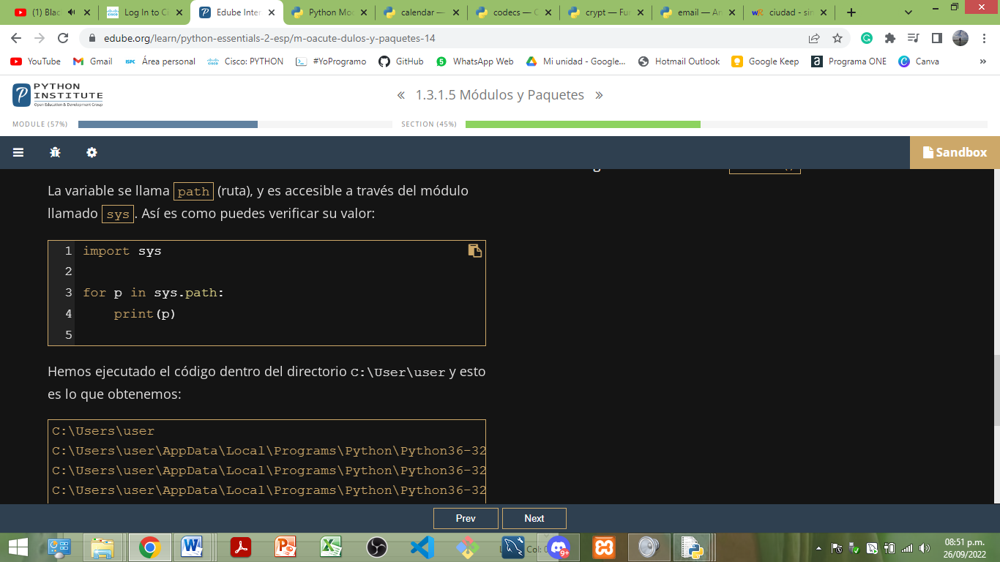 (1) Blac
Log In to Ci
Edube Inter
Python Mod
calendar —
codecs — C
crypt — Fun
email — An
wR ciudad - sin
edube.org/learn/python-essentials-2-esp/m-oacute-dulos-y-paquetes-14
YouTube Gmail Área personal Cisco: PYTHON #YoProgramo GitHub WhatsApp Web Mi unidad - Google... Hotmail Outlook Google Keep Programa ONE Canva »
PYTHON
INSTITUTE
Open Education & Development Group
« 1.3.1.5 Módulos y Paquetes »
MODULE (57%) SECTION (45%)
Sandbox
La variable se llama path (ruta), y es accesible a través del módulo
llamado sys. Así es como puedes verificar su valor:
1 import sys
2
3 for p in sys.path:
4     print(p)
5
Hemos ejecutado el código dentro del directorio C:\User\user y esto
es lo que obtenemos:
C:\Users\user
C:\Users\user\AppData\Local\Programs\Python\Python36-32
C:\Users\user\AppData\Local\Programs\Python\Python36-32
C:\Users\user\AppData\Local\Programs\Python\Python36-32
Prev Next
Col:
9+
08:51 p.m.
26/09/2022